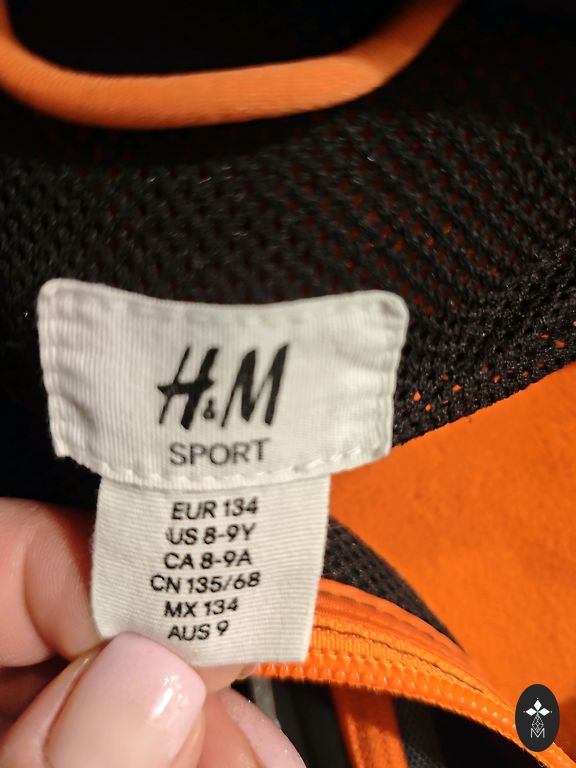 H&M
SPORT
EUR 134
US 8-9Y
CA 8-9A
CN 135/68
MX 134
AUS 9
M